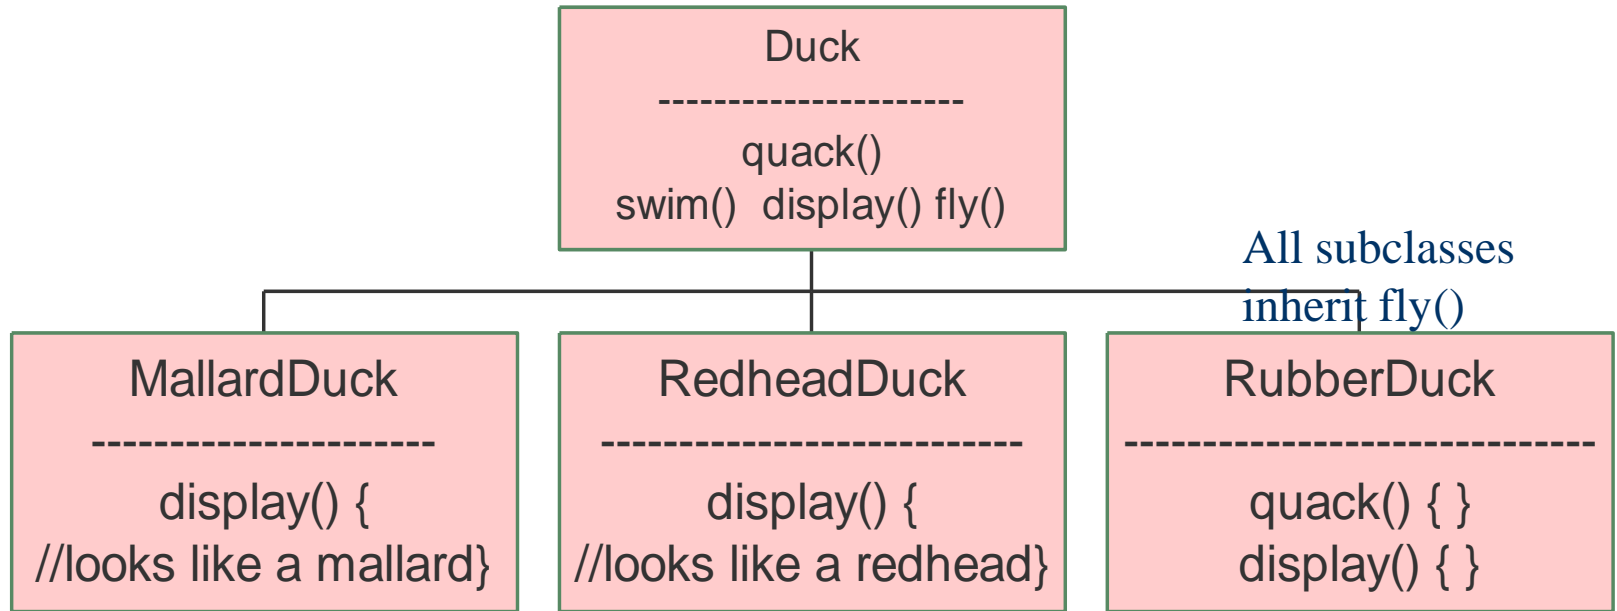 Duck
----------------------
quack()
swim()  display() fly()
All subclasses
inherit fly()
MallardDuck
----------------------
display() {
//looks like a mallard}
RedheadDuck
---------------------------
display() {
//looks like a redhead}
RubberDuck
------------------------------
quack() { }
display() { }